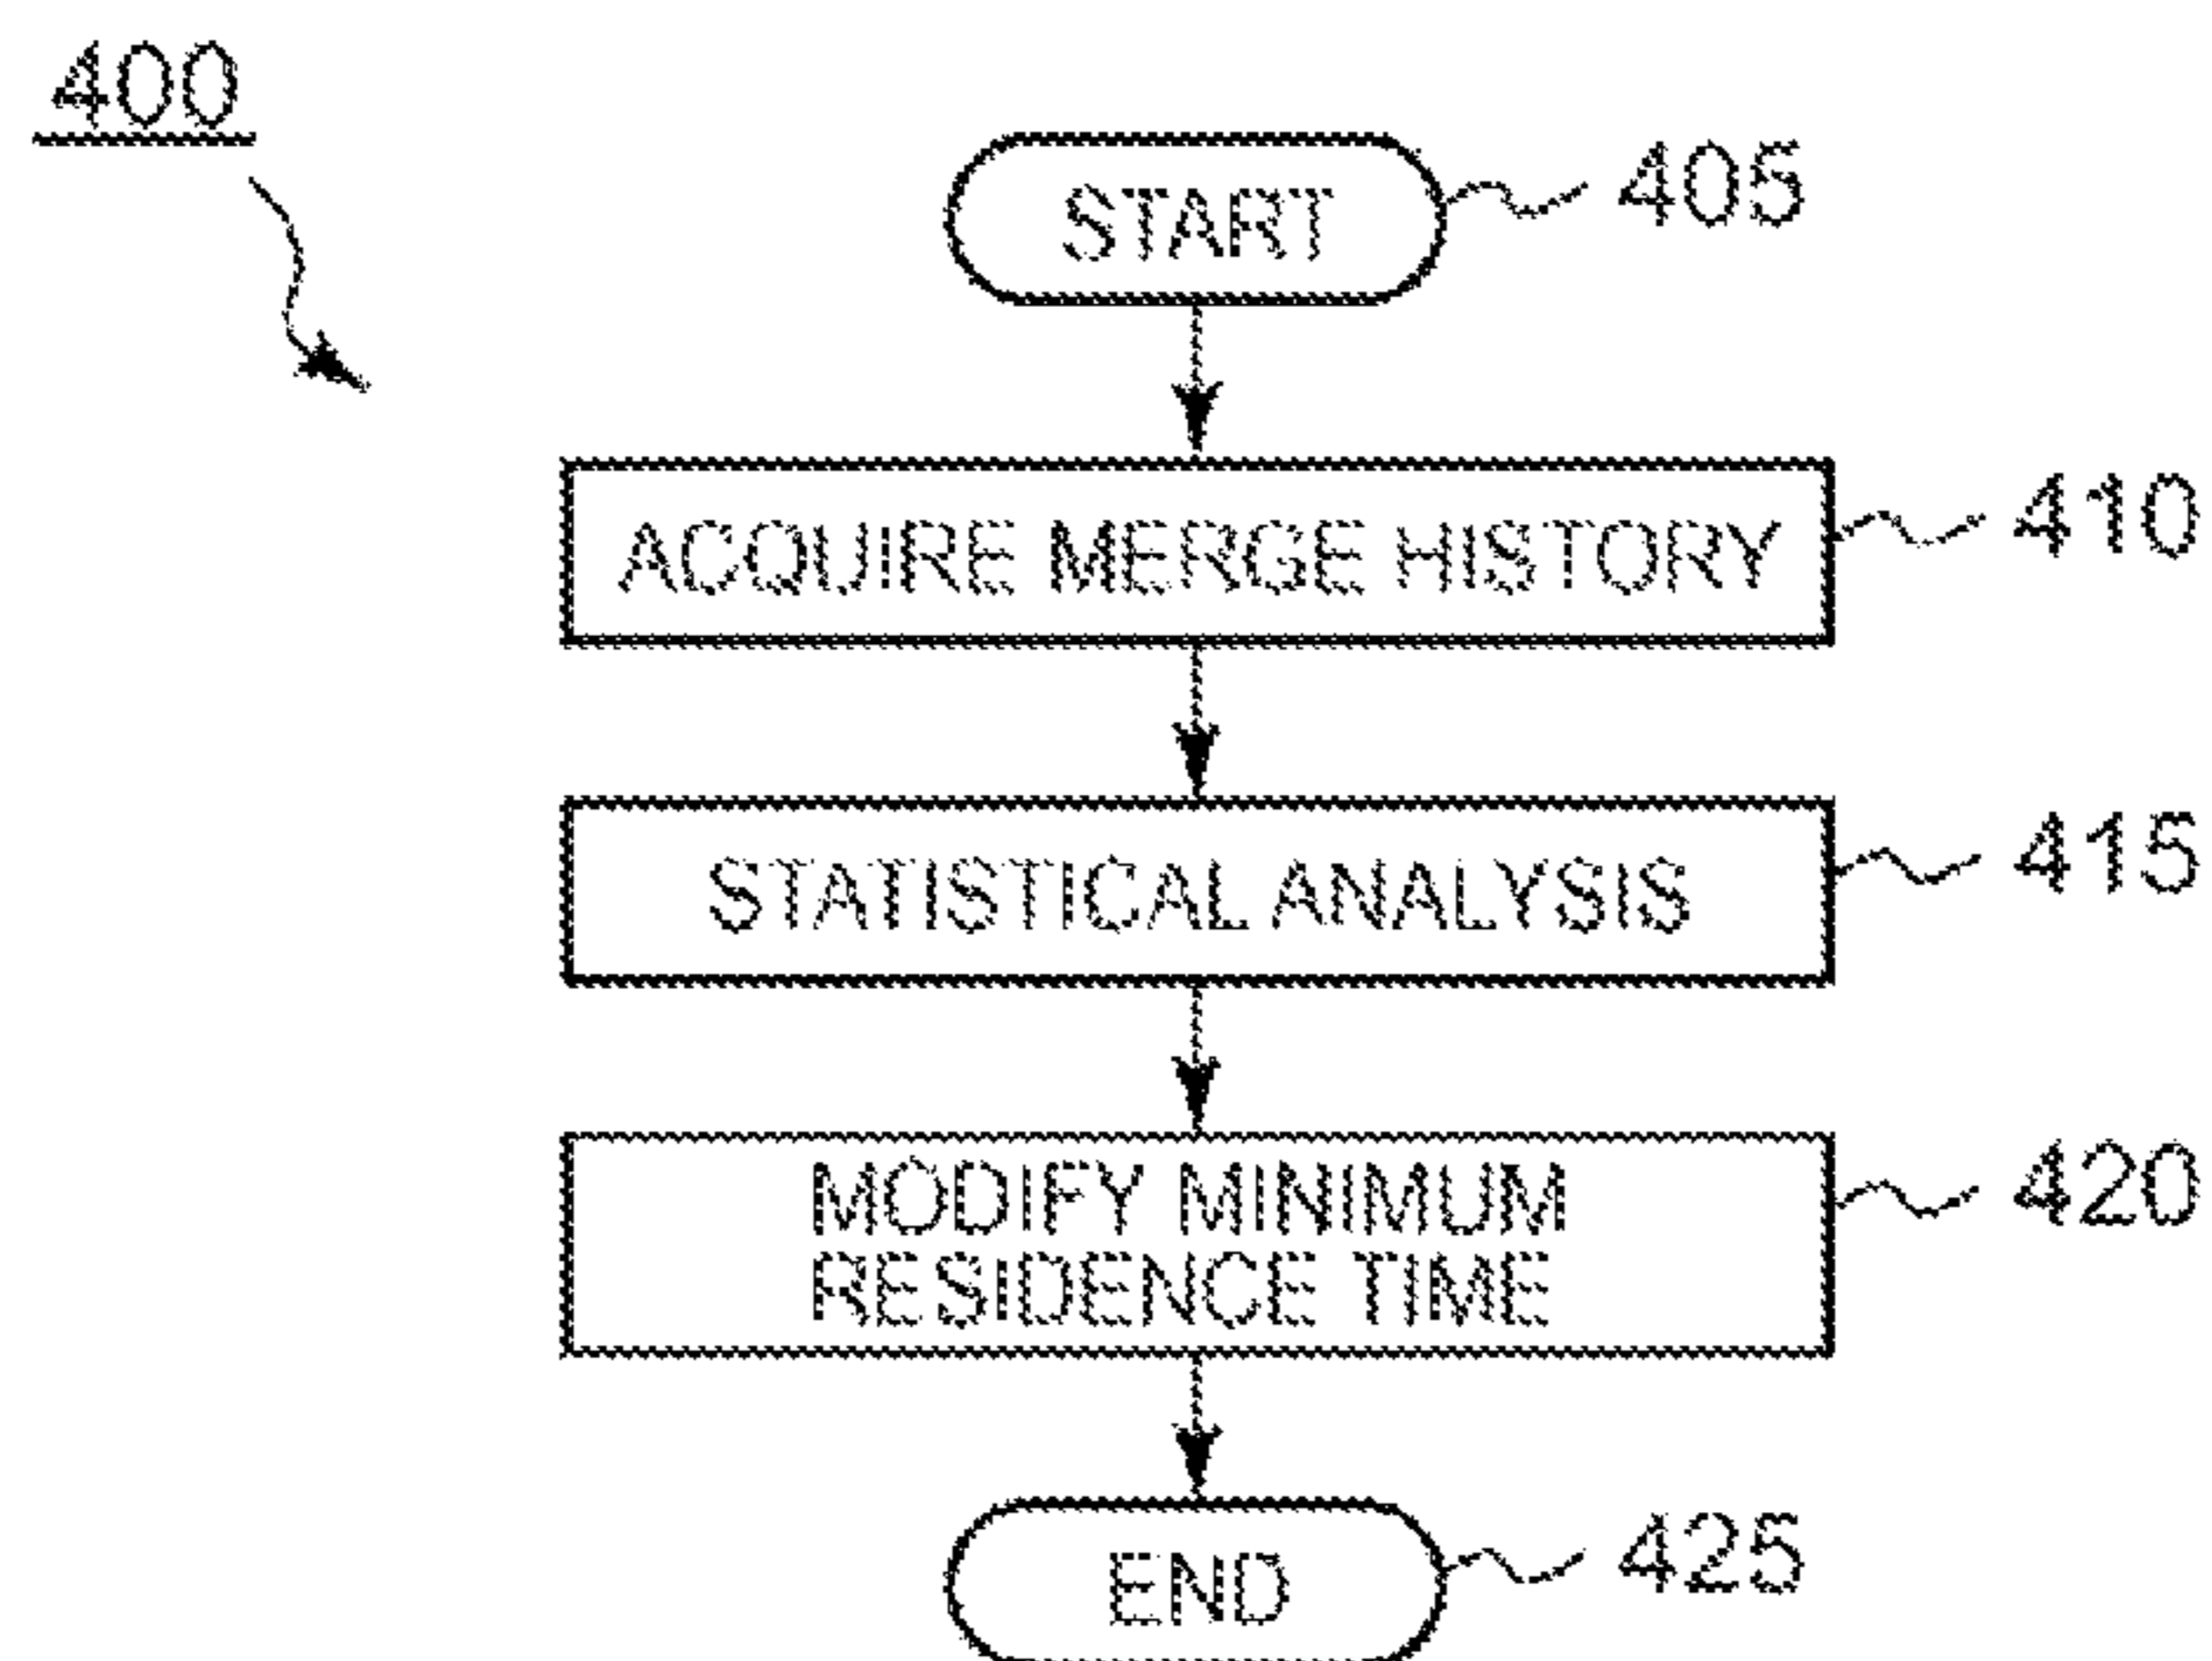 400
START
405
ACQUIRE MERGE HISTORY
410
STATISTICAL ANALYSIS
415
MODIFY MINIMUM
RESIDENCE TIME
420
END
425